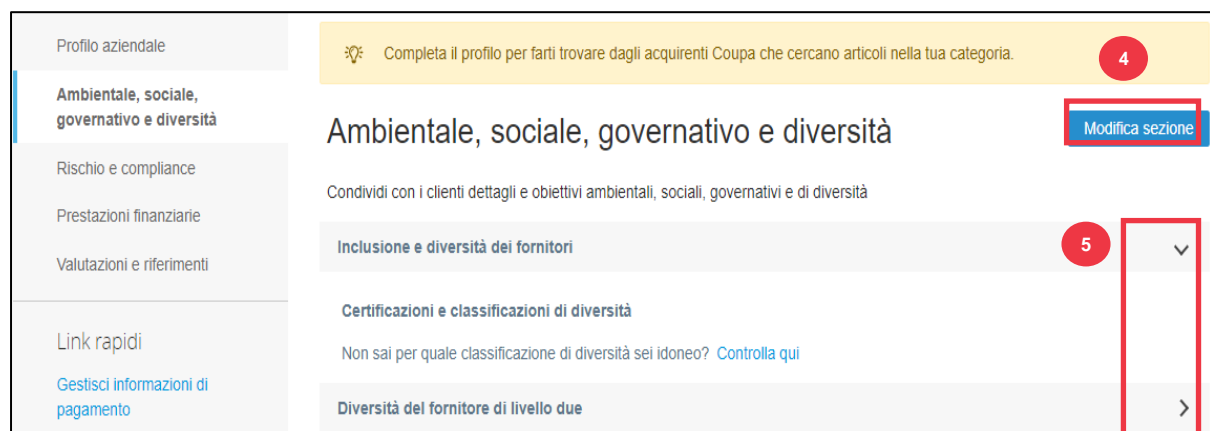 Profilo aziendale
Ambientale, sociale,
governativo e diversità
Rischio e compliance
Prestazioni finanziarie
Valutazioni e riferimenti
Link rapidi
Gestisci informazioni di
pagamento
Completa il profilo per farti trovare dagli acquirenti Coupa che cercano articoli nella tua categoria.
4
Ambientale, sociale, governativo e diversità
Modifica sezione
Condividi con i clienti dettagli e obiettivi ambientali, sociali, governativi e di diversità
Inclusione e diversità dei fornitori
5
Certificazioni e classificazioni di diversità
Non sai per quale classificazione di diversità sei idoneo? Controlla qui
Diversità del fornitore di livello due